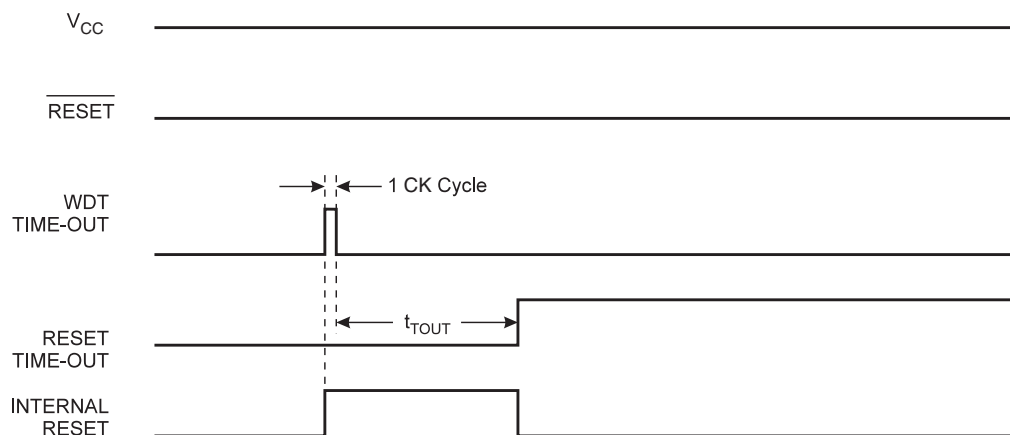 VCC
RESET
WDT
TIME-OUT
1 CK Cycle
RESET
TIME-OUT
tTOUT
INTERNAL
RESET